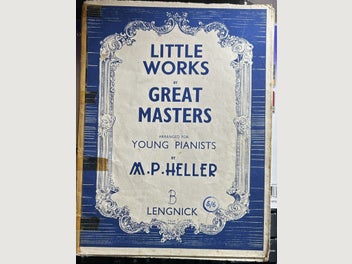 LITTLE
WORKS
BY
GREAT
MASTERS
ARRANGED FOR
YOUNG PIANISTS
BY
M.P.HELLER
B
LENGNICK
6/6